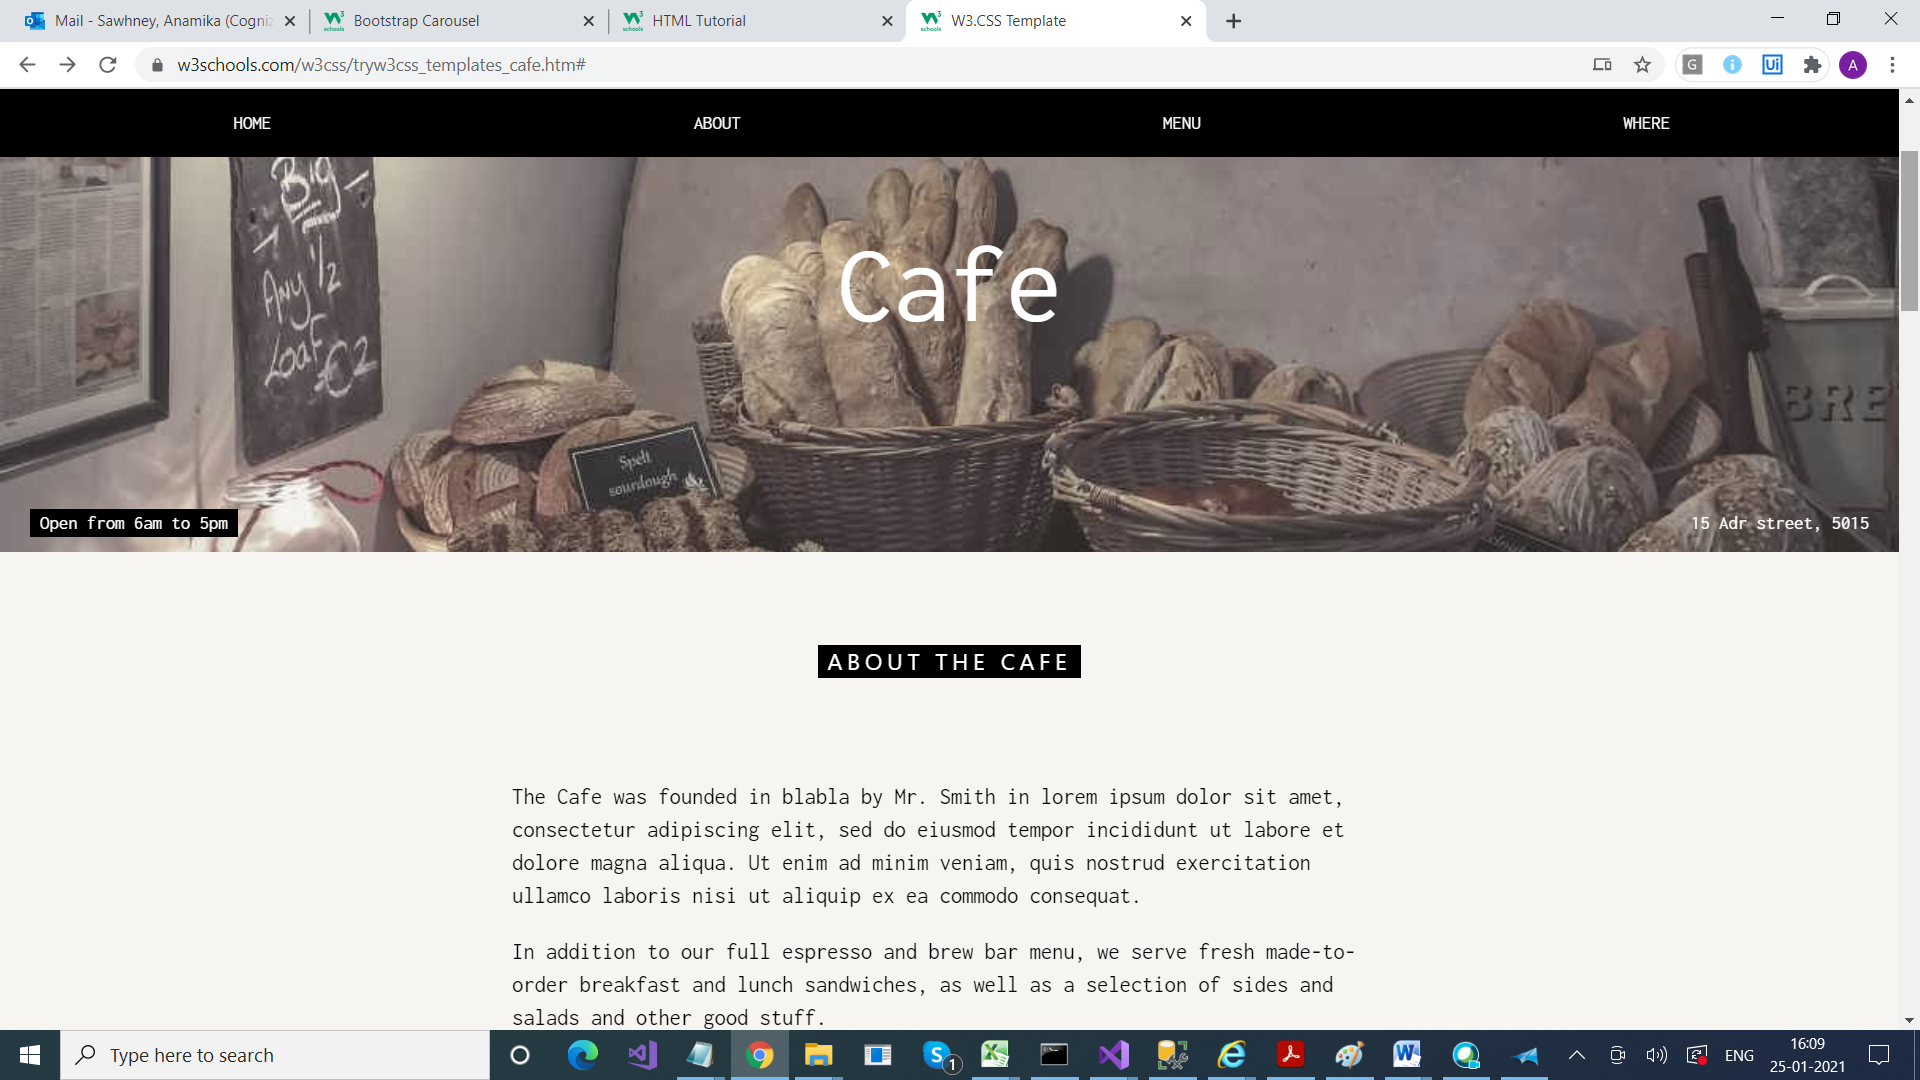 Mail - Sawhney, Anamika (Cogniz
Bootstrap Carousel
HTML Tutorial
W3.CSS Template
w3schools.com/w3css/tryw3css_templates_cafe.htm#
HOME
ABOUT
MENU
WHERE
Big
Any 1/2
Loaf
€2
Cafe
Spelt
sourdough
BRE
Open from 6am to 5pm
15 Adr street, 5015
ABOUT THE CAFE
The Cafe was founded in blabla by Mr. Smith in lorem ipsum dolor sit amet,
consectetur adipiscing elit, sed do eiusmod tempor incididunt ut labore et
dolore magna aliqua. Ut enim ad minim veniam, quis nostrud exercitation
ullamco laboris nisi ut aliquip ex ea commodo consequat.
In addition to our full espresso and brew bar menu, we serve fresh made-to-
order breakfast and lunch sandwiches, as well as a selection of sides and
salads and other good stuff.
Type here to search
1
ENG
16:09
25-01-2021